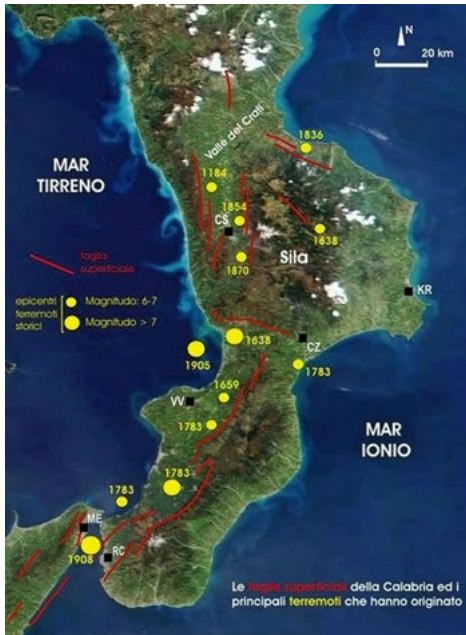 N
0 20 km
1836
Valle del Crati
MAR
TIRRENO
1184
1854
CS
1638
Sila
faglia
superficiale
1870
epicentri
terremoti
storici
Magnitudo: 6-7
Magnitudo > 7
KR
1638
CZ
1905
1783
1659
VV
1783
MAR
IONIO
1783
1783
ME
1908
RC
Le faglie superficiali della Calabria ed i
principali terremoti che hanno originato